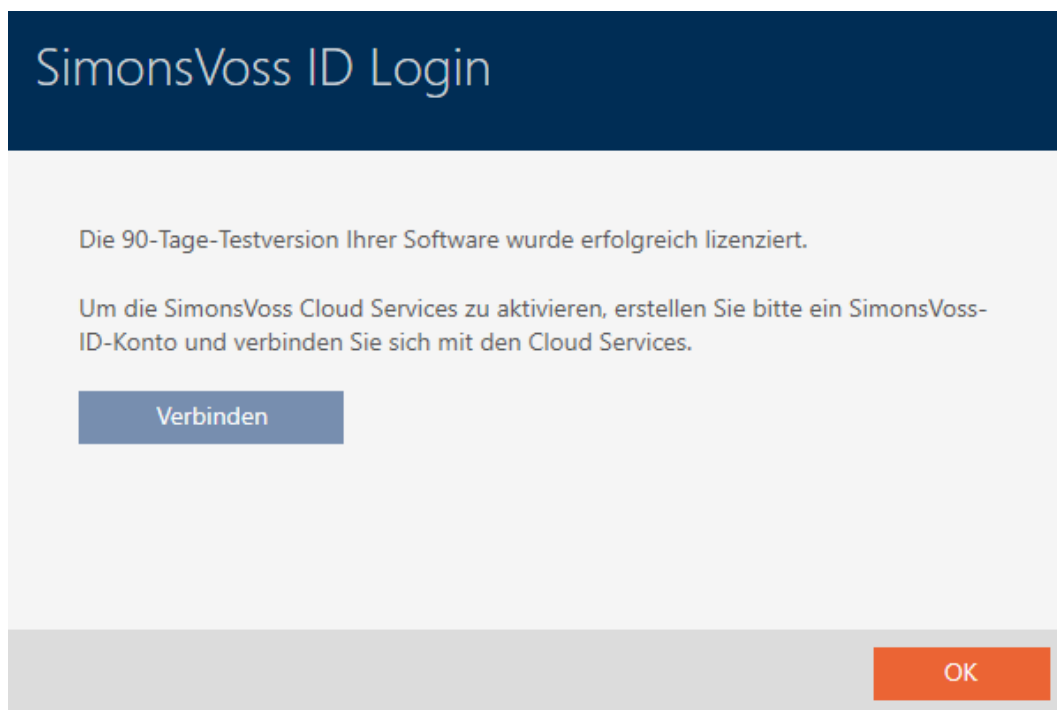 SimonsVoss ID Login
Die 90-Tage-Testversion Ihrer Software wurde erfolgreich lizenziert.
Um die SimonsVoss Cloud Services zu aktivieren, erstellen Sie bitte ein SimonsVoss-
ID-Konto und verbinden Sie sich mit den Cloud Services.
Verbinden
OK